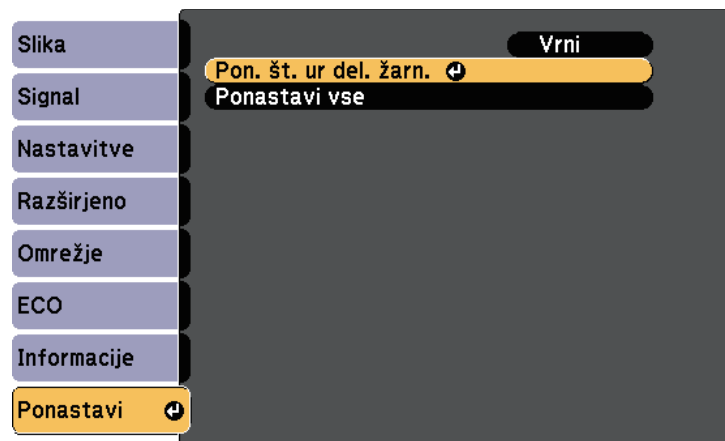 Slika
Signal
Nastavitve
Razširjeno
Omrežje
ECO
Informacije
Ponastavi
Vrni
Pon. št. ur del. žarn.
Ponastavi vse